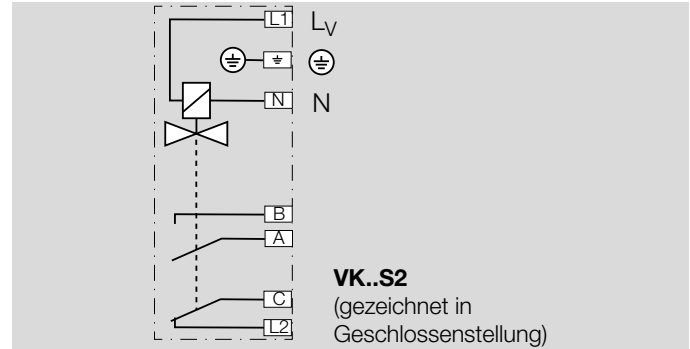 L1 LV
N N
B
A
C
L2
VK..S2
(gezeichnet in
Geschlossenstellung)